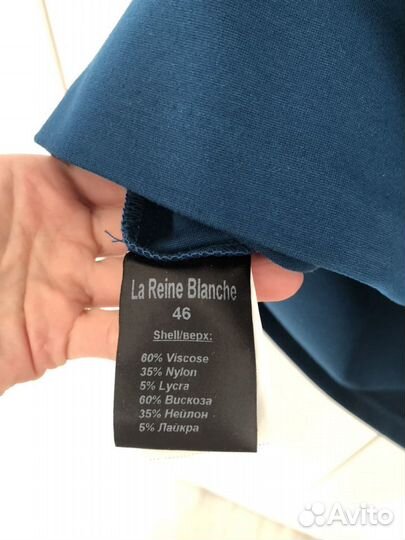 La Reine Blanche
46
Shell/верх:
60% Viscose
35% Nylon
5% Lycra
60% Вискоза
35% Нейлон
5% Лайкра
Avito